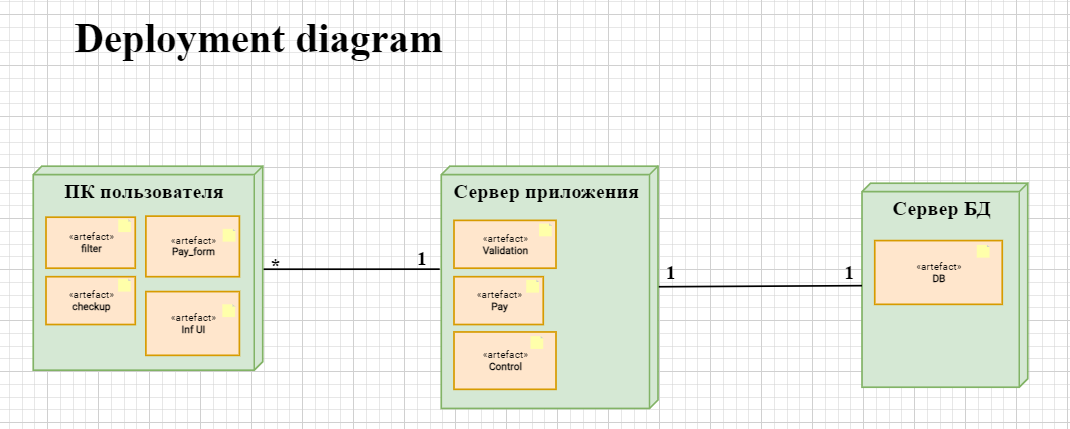 Deployment diagram
ПК пользователя
«artefact»
filter
«artefact»
Pay_form
«artefact»
checkup
«artefact»
Inf UI
*
1
Сервер приложения
«artefact»
Validation
«artefact»
Pay
«artefact»
Control
1
1
Сервер БД
«artefact»
DB